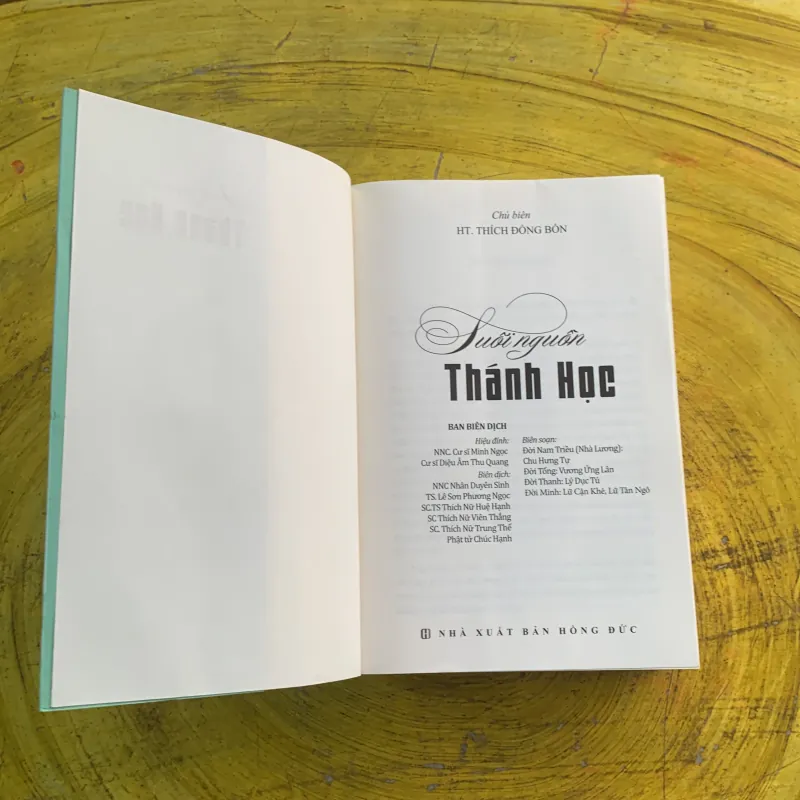 Chủ biên
HT. THÍCH ĐỒNG BỔN
Suối nguồn
Thánh Học
BAN BIÊN DỊCH
Hiệu đính:
NNC. Cư sĩ Minh Ngọc
Cư sĩ Diệu Âm Thu Quang
Biên dịch:
NNC Nhân Duyên Sinh
TS. Lê Sơn Phương Ngọc
SC.TS Thích Nữ Huệ Hạnh
SC Thích Nữ Viên Thắng
SC. Thích Nữ Trung Thể
Phật tử Chúc Hạnh
Biên soạn:
Đời Nam Triều (Nhà Lương):
Chu Hưng Tự
Đời Tống: Vương Ứng Lân
Đời Thanh: Lý Dục Tú
Đời Minh: Lữ Cận Khê, Lữ Tân Ngô
NHÀ XUẤT BẢN HỒNG ĐỨC